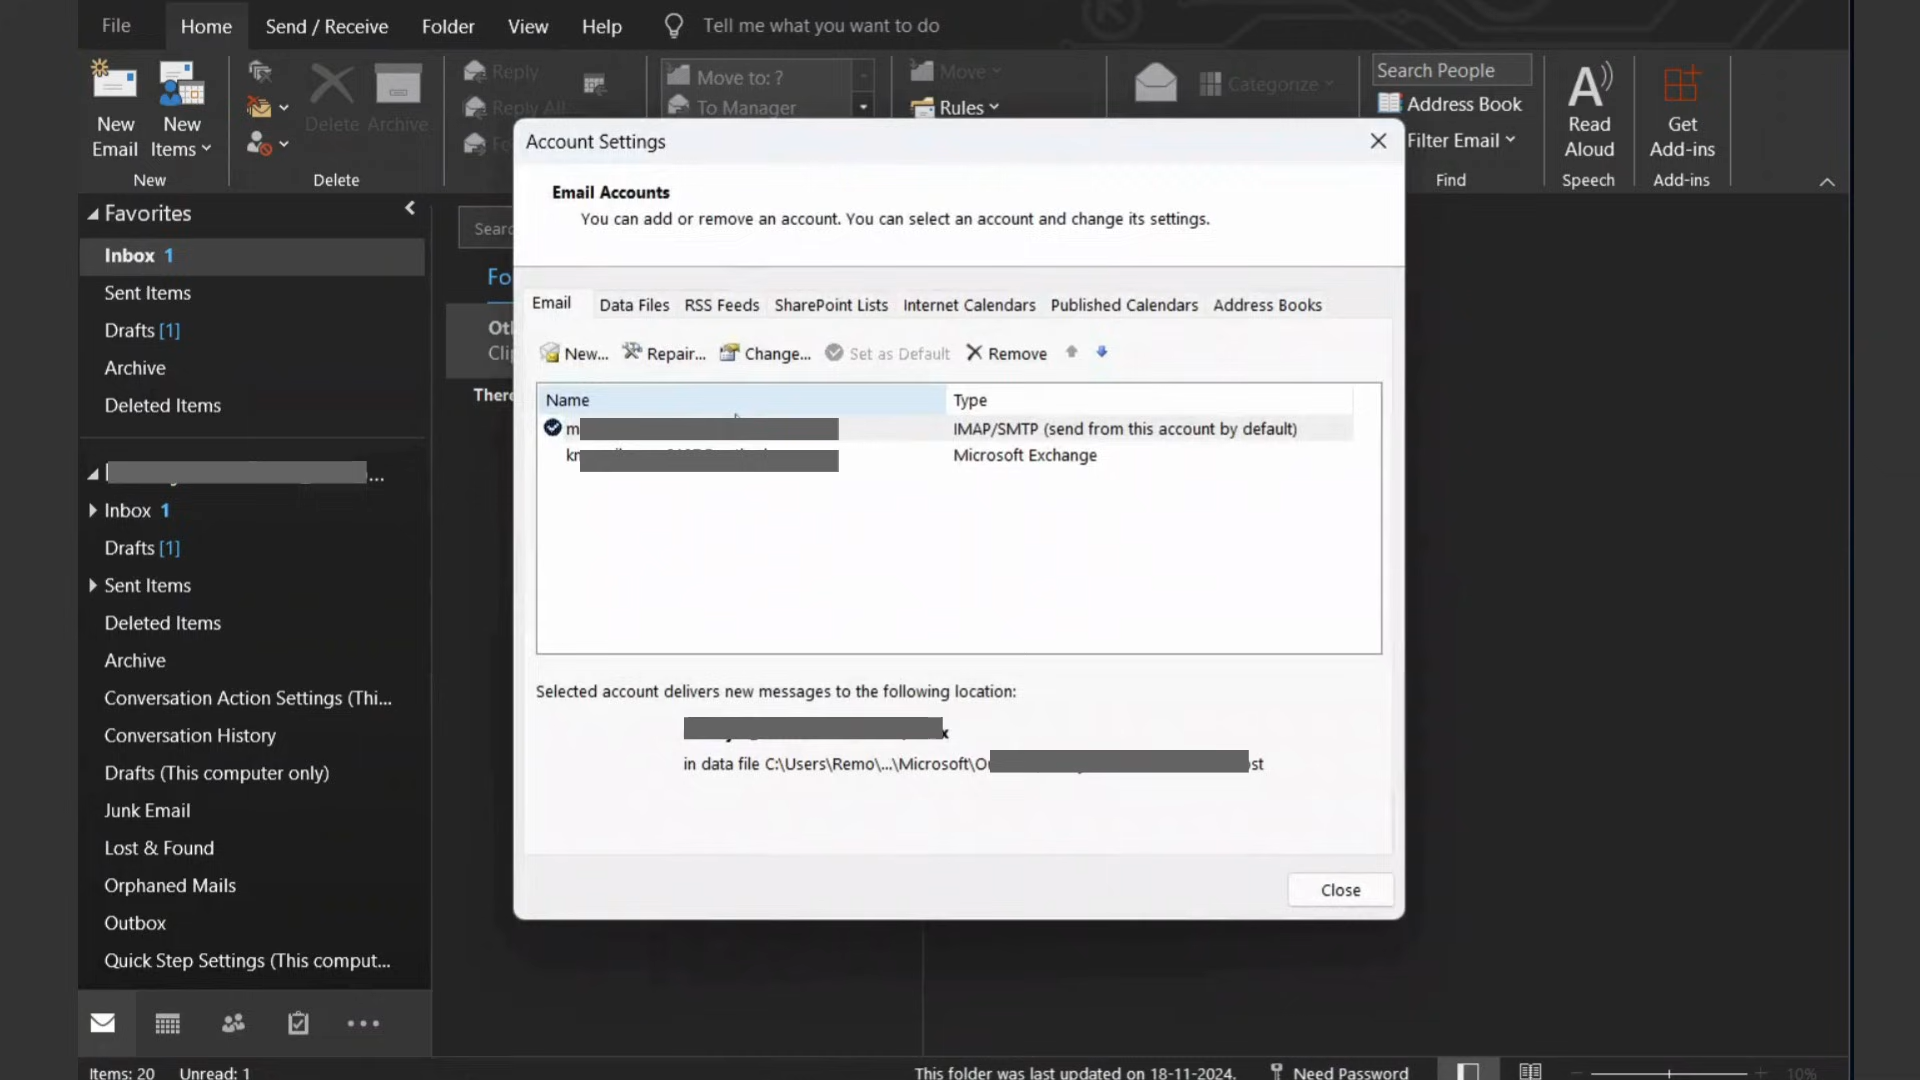 File Home Send / Receive Folder View Help Tell me what you want to do
New Email
New Items
New
Delete Archive
Delete
Reply
Reply All
Move to: ?
To Manager
Move
Rules
Categorize
Search People
Address Book
Filter Email
Find
Read Aloud
Speech
Get Add-ins
Add-ins
Favorites
Inbox 1
Sent Items
Drafts [1]
Archive
Deleted Items
...
Inbox 1
Drafts [1]
Sent Items
Deleted Items
Archive
Conversation Action Settings (Thi...
Conversation History
Drafts (This computer only)
Junk Email
Lost & Found
Orphaned Mails
Outbox
Quick Step Settings (This comput...
Account Settings
Email Accounts
You can add or remove an account. You can select an account and change its settings.
Email Data Files RSS Feeds SharePoint Lists Internet Calendars Published Calendars Address Books
New... Repair... Change... Set as Default Remove
Name Type
m IMAP/SMTP (send from this account by default)
Microsoft Exchange
Selected account delivers new messages to the following location:
in data file C:\Users\Remo\...\Microsoft\O ost
Close
Items: 20 Unread: 1 This folder was last updated on 18-11-2024. Need Password 10%